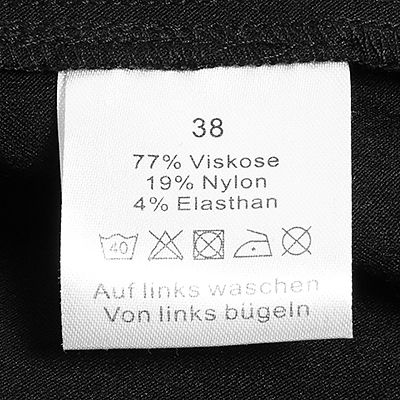 38
77% Viskose
19% Nylon
4% Elasthan
40
Auf links waschen
Von links bügeln